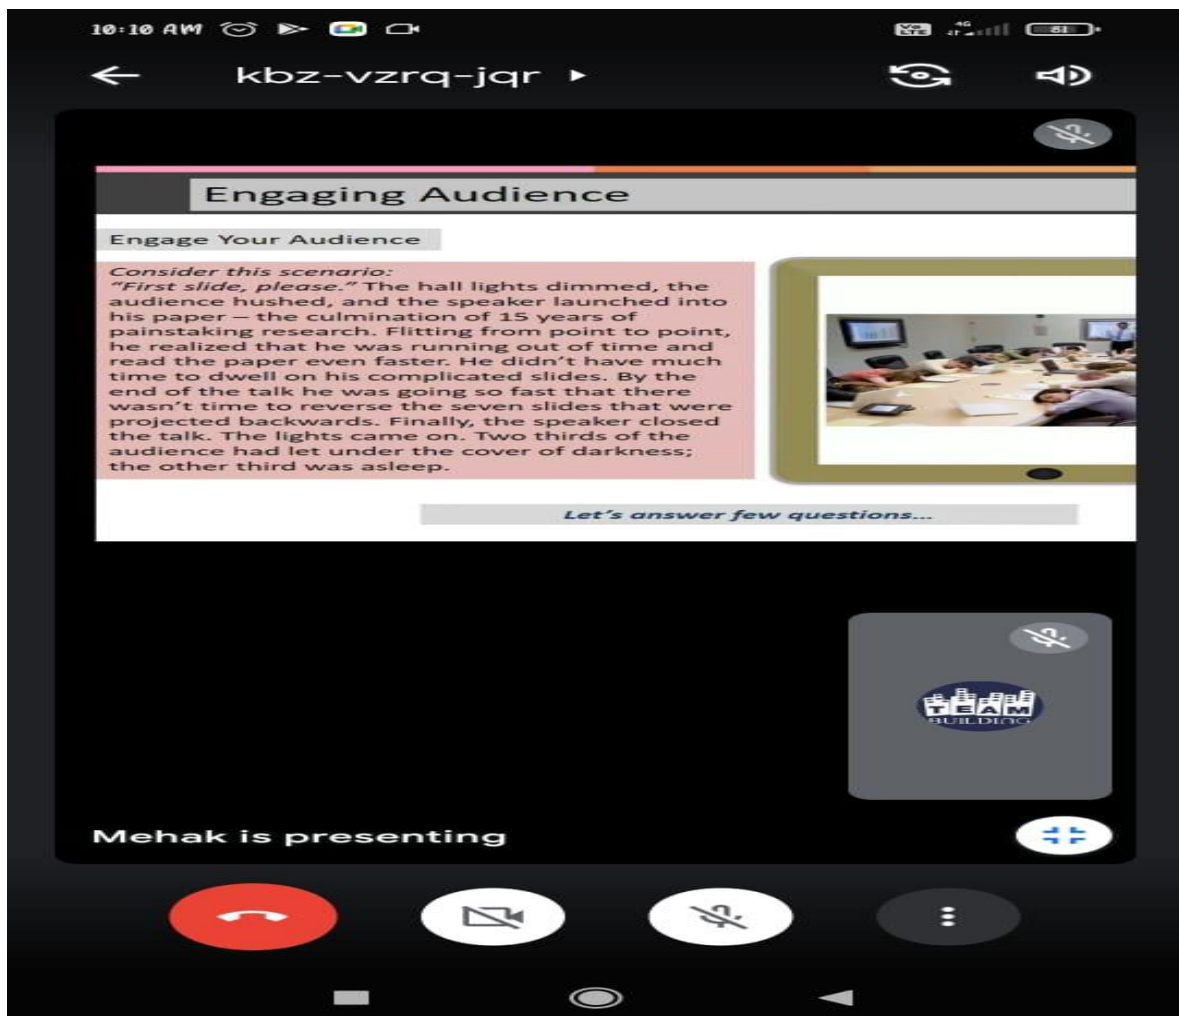 10:10 AM
Vo
LTE
4G
81
kbz-vzrq-jqr
Engaging Audience
Engage Your Audience
Consider this scenario:
"First slide, please." The hall lights dimmed, the
audience hushed, and the speaker launched into
his paper – the culmination of 15 years of
painstaking research. Flitting from point to point,
he realized that he was running out of time and
read the paper even faster. He didn't have much
time to dwell on his complicated slides. By the
end of the talk he was going so fast that there
wasn't time to reverse the seven slides that were
projected backwards. Finally, the speaker closed
the talk. The lights came on. Two thirds of the
audience had let under the cover of darkness;
the other third was asleep.
Let's answer few questions...
TEAM
BUILDING
Mehak is presenting